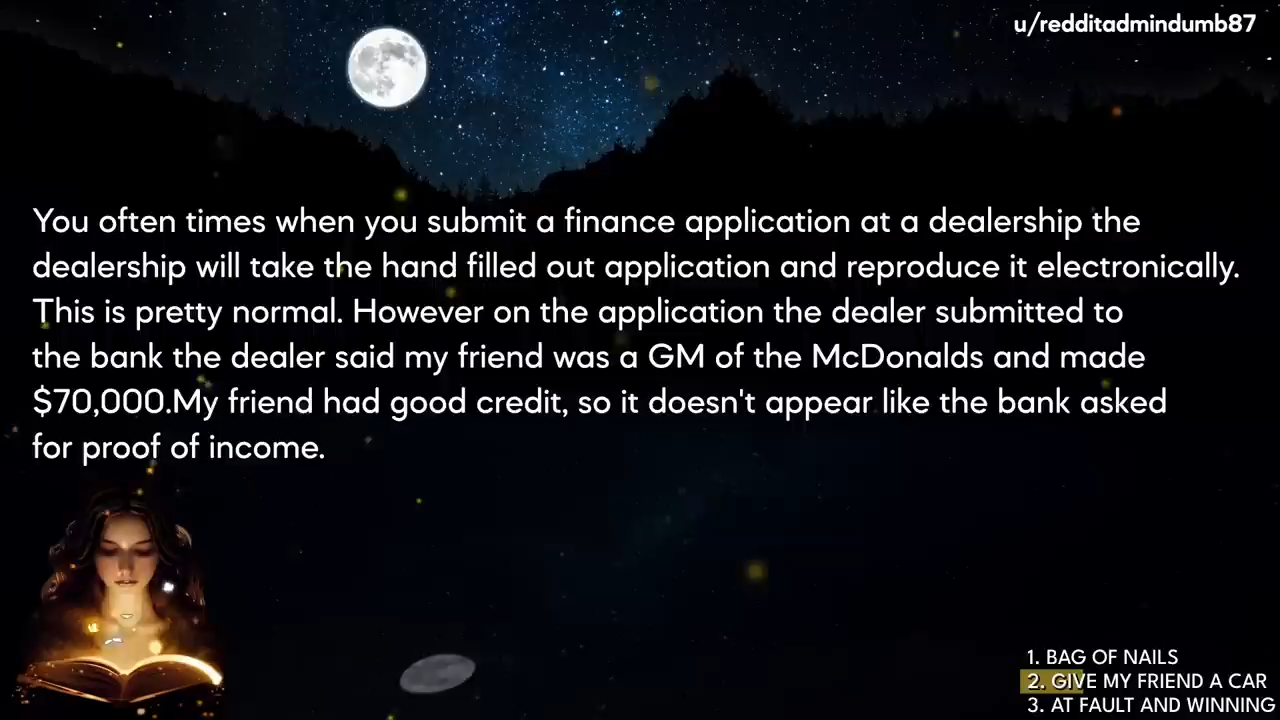 u/redditadmindumb87
You often times when you submit a finance application at a dealership the
dealership will take the hand filled out application and reproduce it electronically.
This is pretty normal. However on the application the dealer submitted to
the bank the dealer said my friend was a GM of the McDonalds and made
$70,000.My friend had good credit, so it doesn't appear like the bank asked
for proof of income.
1. BAG OF NAILS
2. GIVE MY FRIEND A CAR
3. AT FAULT AND WINNING